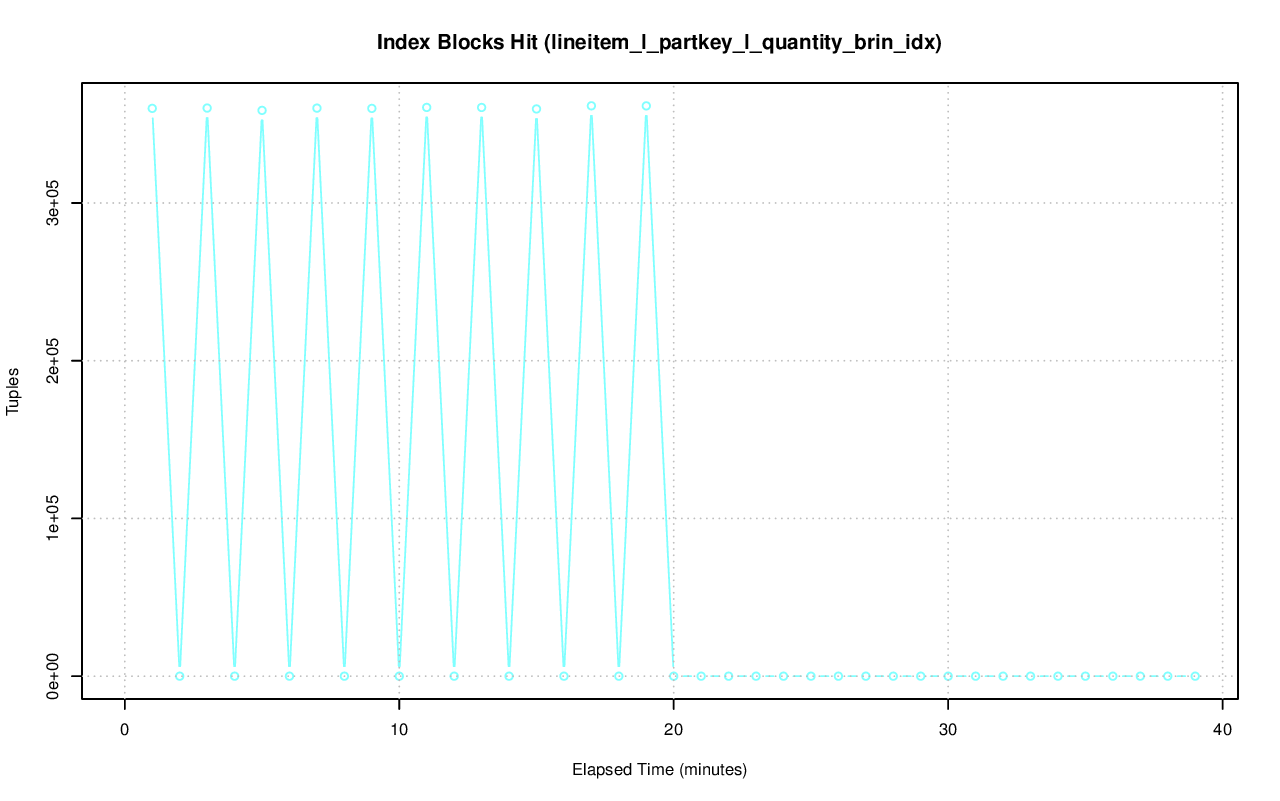 Index Blocks Hit (lineitem_l_partkey_l_quantity_brin_idx)
3e+05
2e+05
1e+05
0e+00
Tuples
0 10 20 30 40
Elapsed Time (minutes)